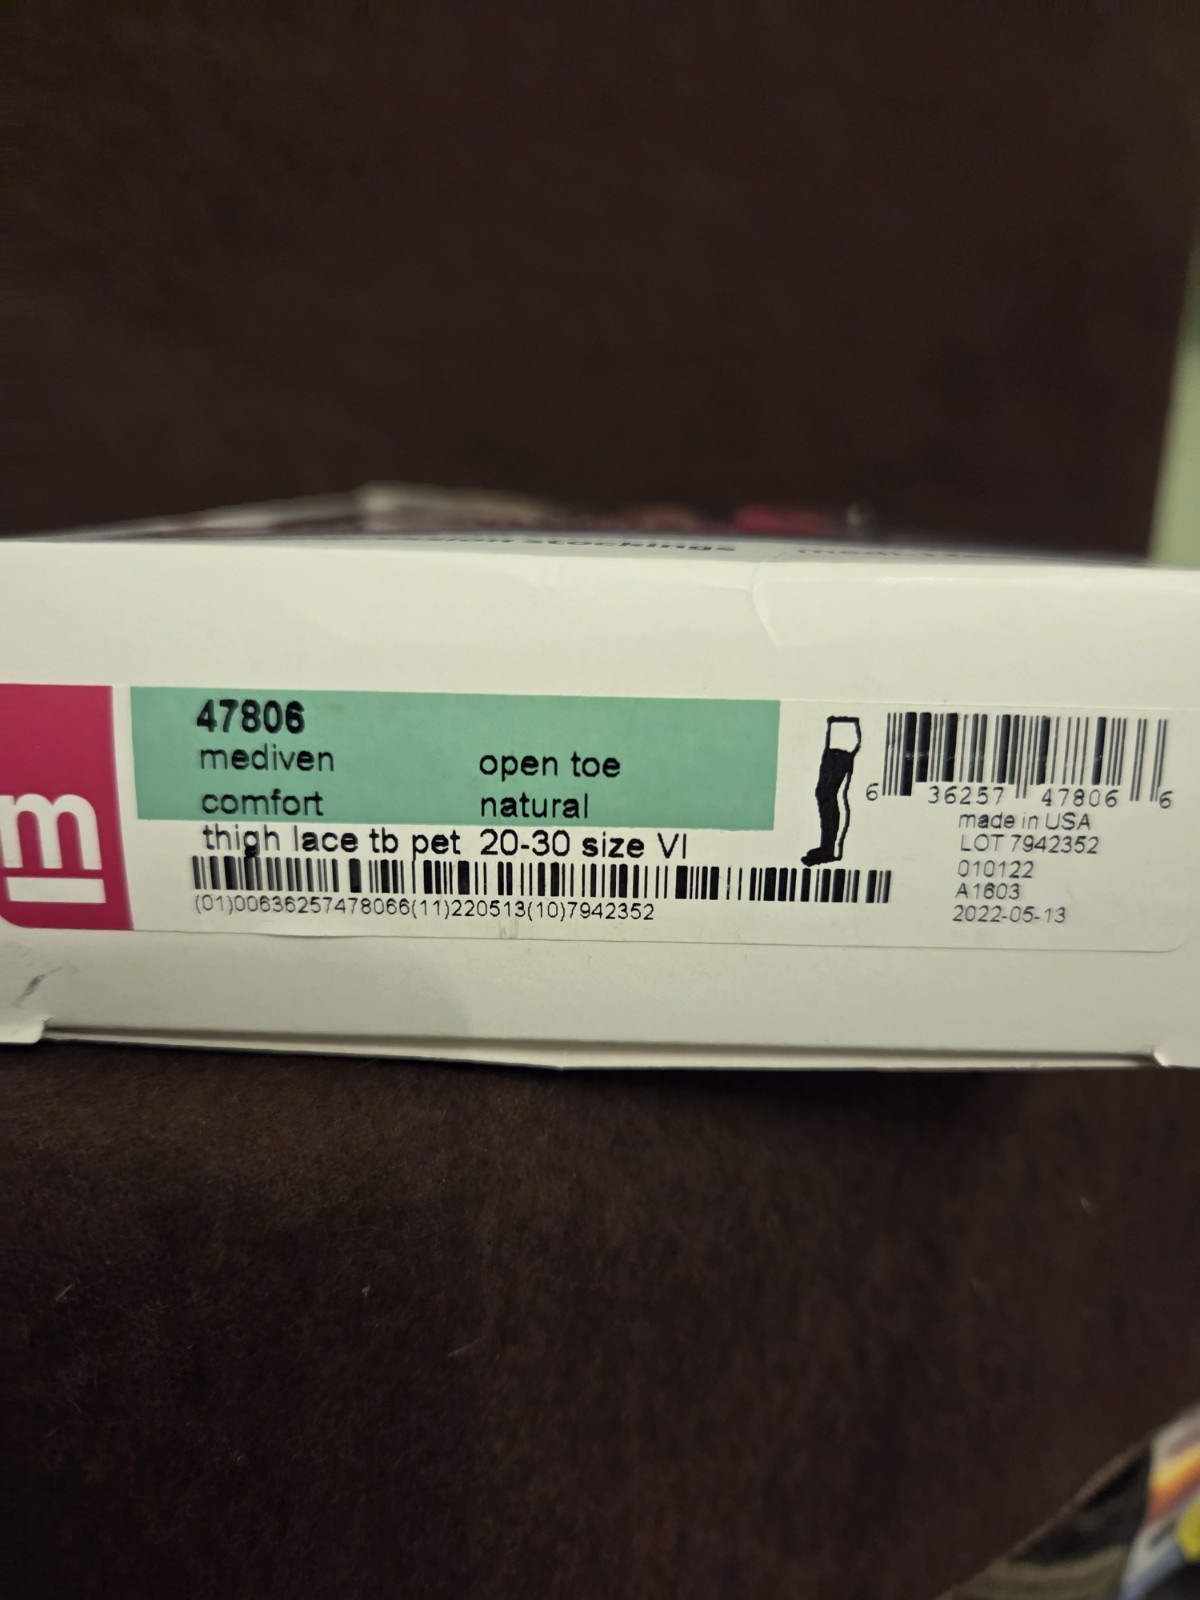 stockings
47806
mediven open toe
comfort natural
thigh lace tb pet 20-30 size VI
(01)00636257478066(11)220513(10)7942352
6 36257 47806 6
made in USA
LOT 7942352
010122
A1603
2022-05-13
m